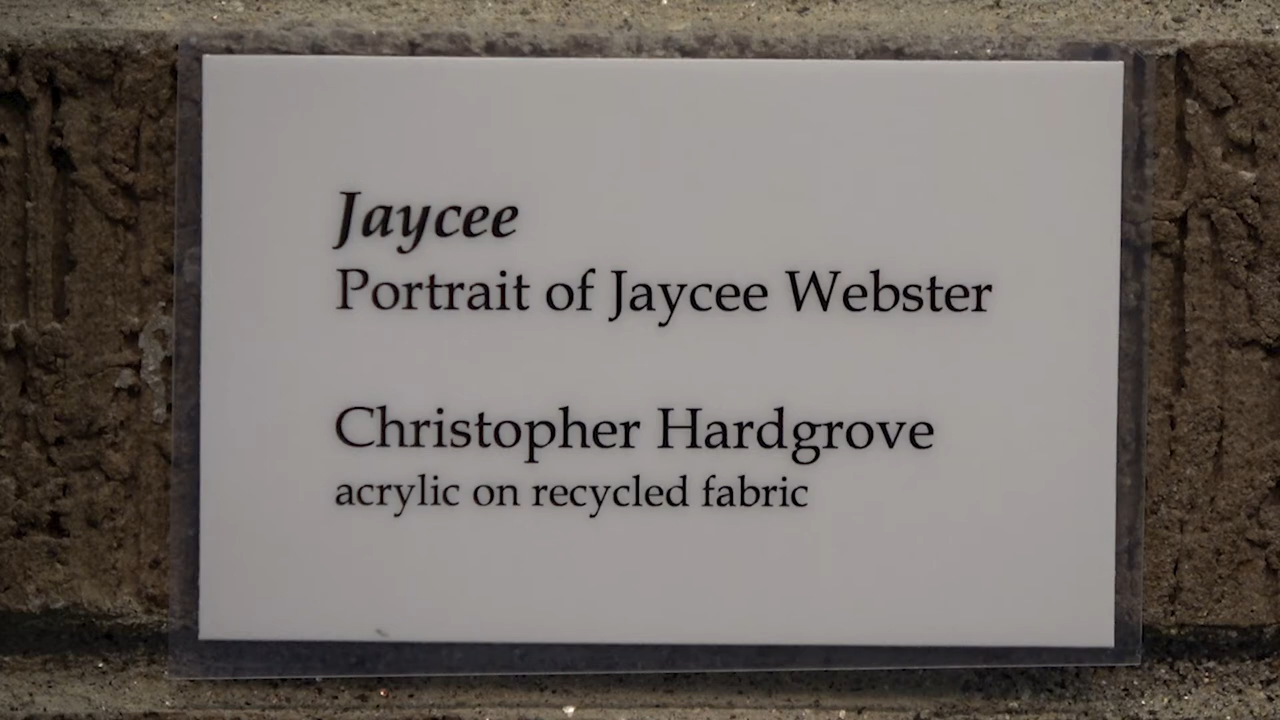 Jaycee
Portrait of Jaycee Webster
Christopher Hardgrove
acrylic on recycled fabric